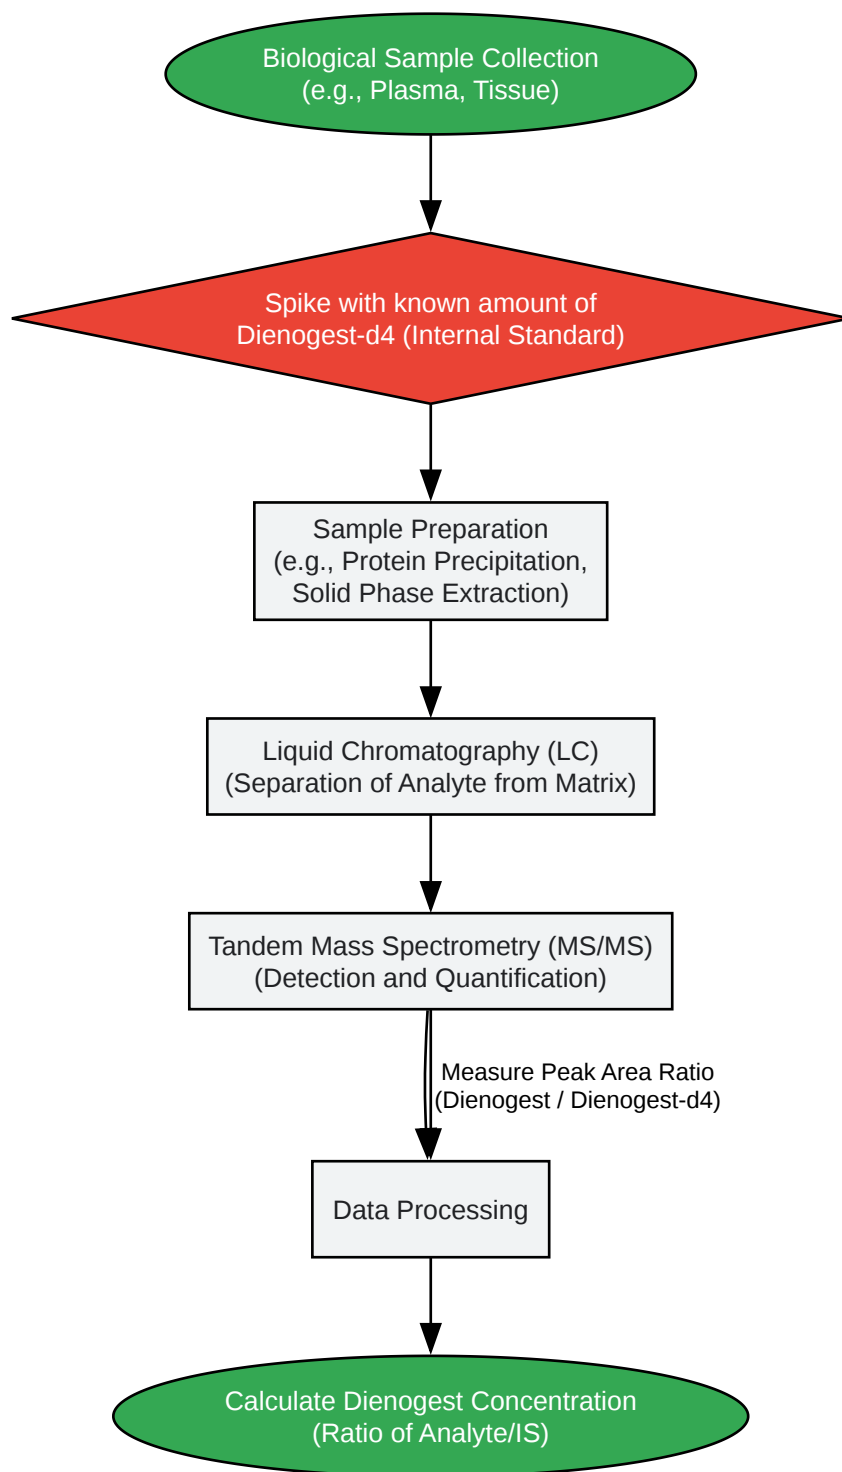 Biological Sample Collection
(e.g., Plasma, Tissue)
Spike with known amount of
Dienogest-d4 (Internal Standard)
Sample Preparation
(e.g., Protein Precipitation,
Solid Phase Extraction)
Liquid Chromatography (LC)
(Separation of Analyte from Matrix)
Tandem Mass Spectrometry (MS/MS)
(Detection and Quantification)
Measure Peak Area Ratio
(Dienogest / Dienogest-d4)
Data Processing
Calculate Dienogest Concentration
(Ratio of Analyte/IS)